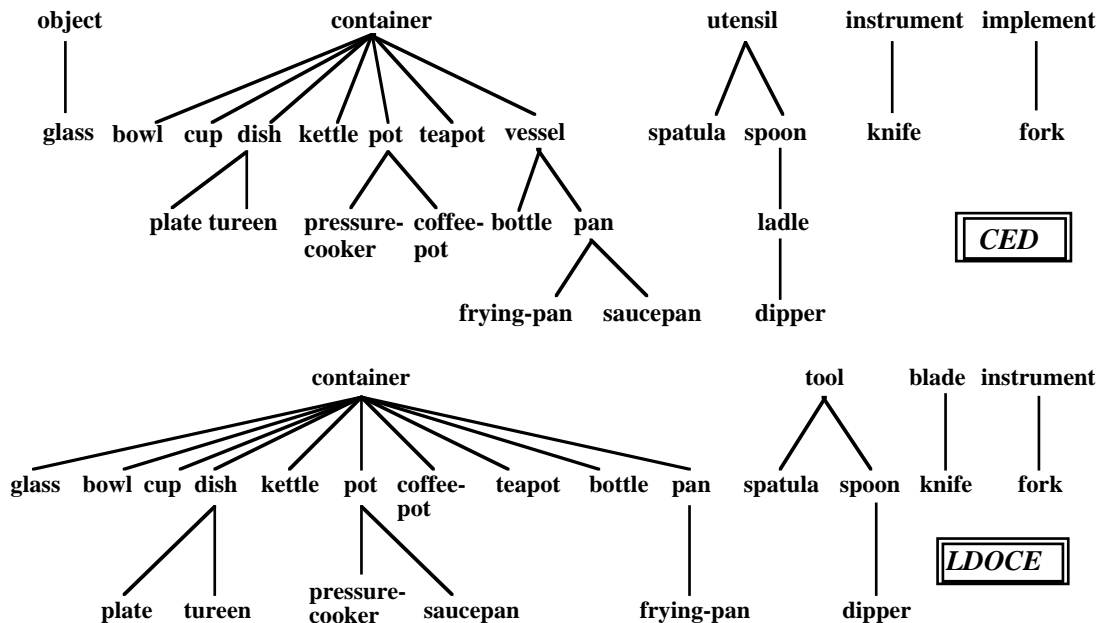 object container utensil instrument implement
glass bowl cup dish kettle pot teapot vessel spatula spoon knife fork
plate tureen pressure- coffee- bottle pan ladle
cooker pot
CED
frying-pan saucepan dipper
container tool blade instrument
glass bowl cup dish kettle pot coffee- teapot bottle pan spatula spoon knife fork
pot
LDOCE
plate tureen pressure- saucepan frying-pan dipper
cooker